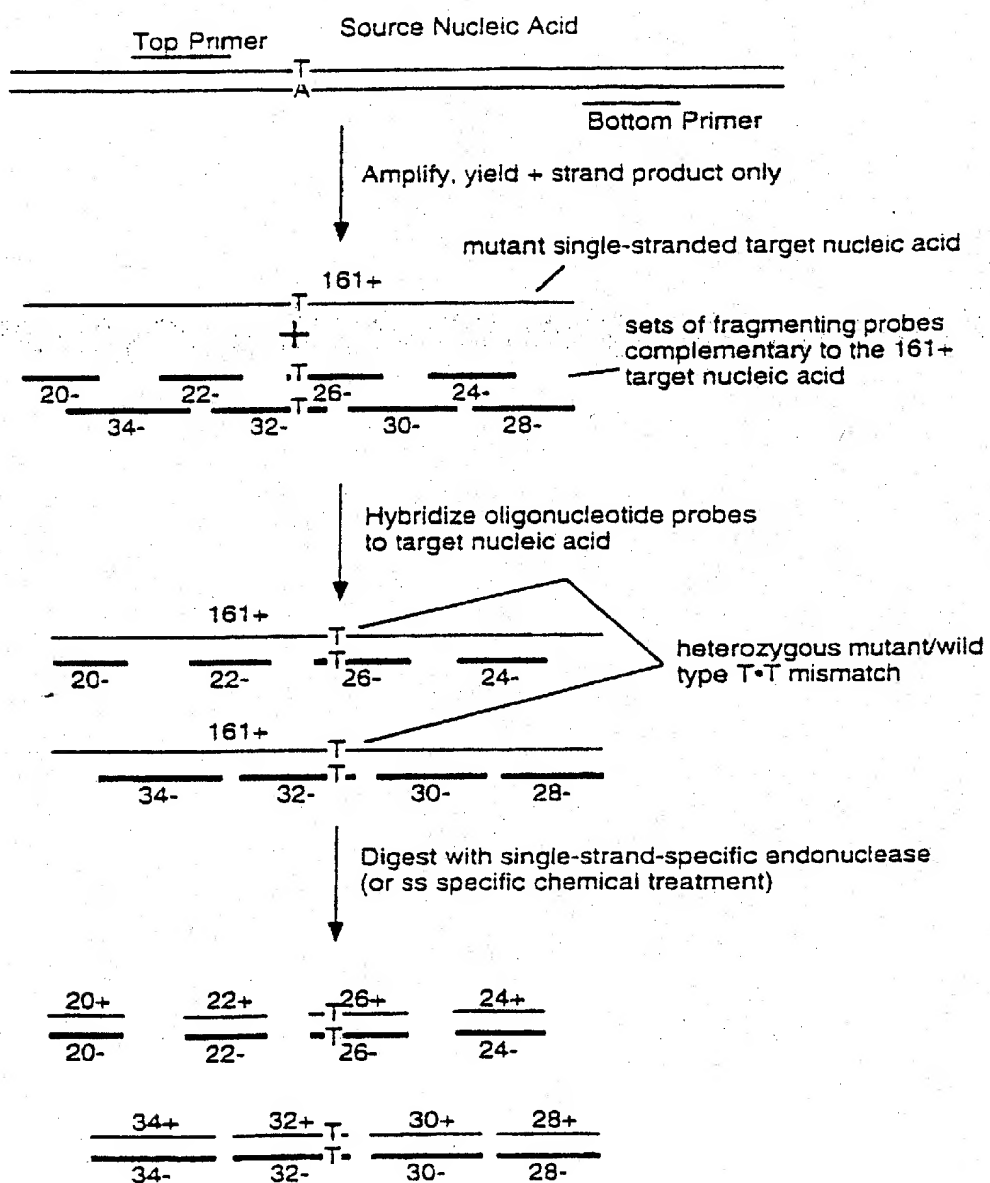 Source Nucleic Acid
Top Primer
T
A
Bottom Primer
Amplify, yield + strand product only
mutant single-stranded target nucleic acid
161+
T
+
sets of fragmenting probes
complementary to the 161+
target nucleic acid
T
20- 22- 26- 24-
T
34- 32- 30- 28-
Hybridize oligonucleotide probes
to target nucleic acid
161+
T
T
20- 22- 26- 24-
heterozygous mutant/wild
type T•T mismatch
161+
T
T
34- 32- 30- 28-
Digest with single-strand-specific endonuclease
(or ss specific chemical treatment)
20+ 22+ T 26+ 24+
T
20- 22- 26- 24-
34+ 32+ T 30+ 28+
T
34- 32- 30- 28-